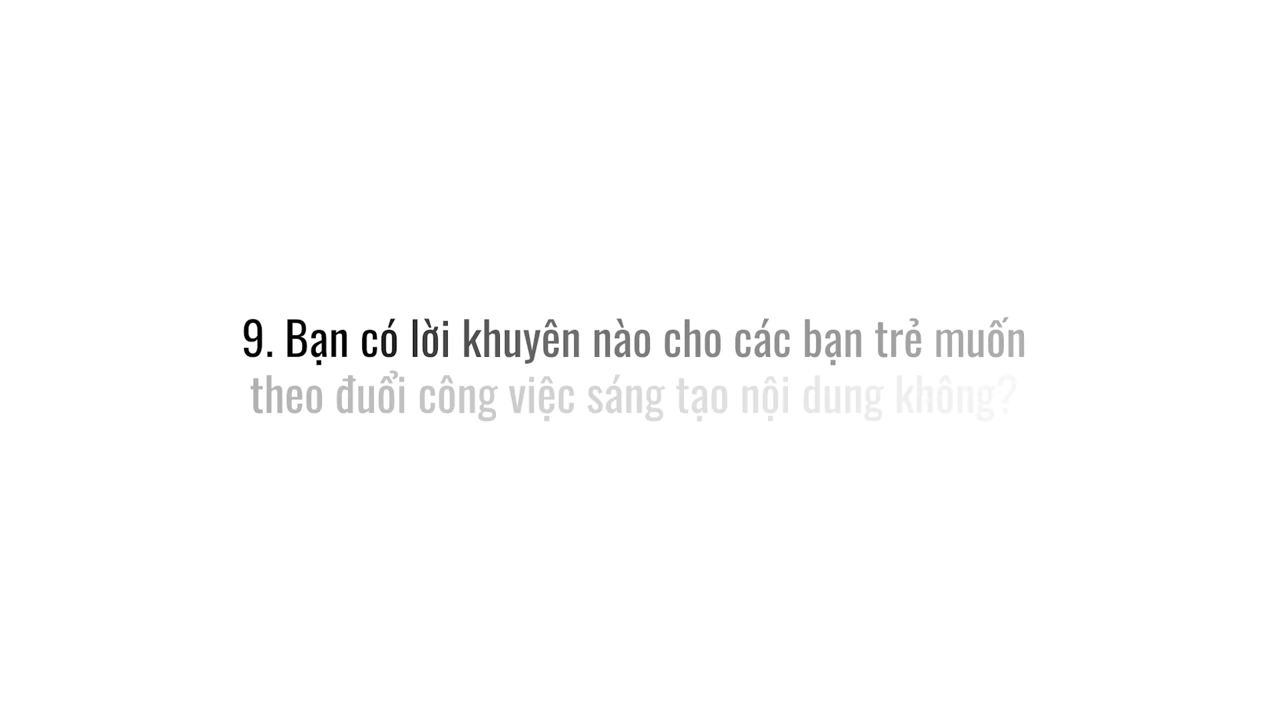 9. Bạn có lời khuyên nào cho các bạn trẻ muốn
theo đuổi công việc sáng tạo nội dung không?